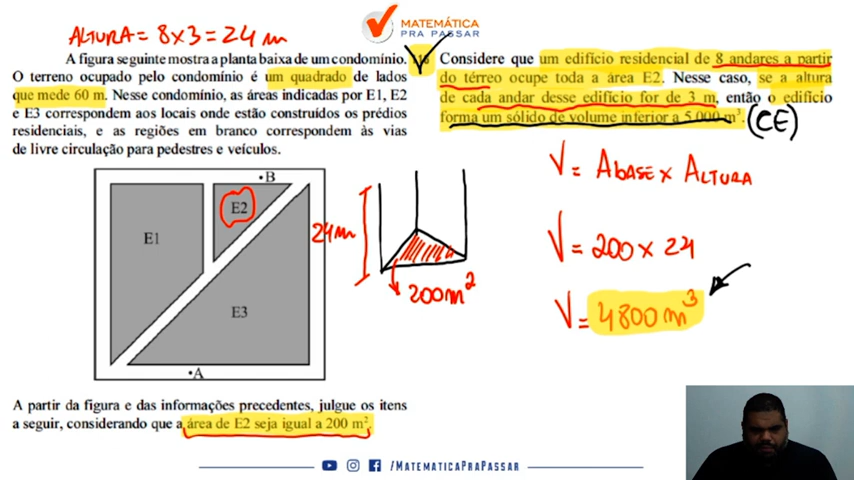 MATEMÁTICA
PRA PASSAR
ALTURA = 8x3 = 24 m
A figura seguinte mostra a planta baixa de um condomínio.
O terreno ocupado pelo condomínio é um quadrado de lados
que mede 60 m. Nesse condomínio, as áreas indicadas por E1, E2
e E3 correspondem aos locais onde estão construídos os prédios
residenciais, e as regiões em branco correspondem às vias
de livre circulação para pedestres e veículos.
Considere que um edifício residencial de 8 andares a partir
do térreo ocupe toda a área E2. Nesse caso, se a altura
de cada andar desse edifício for de 3 m, então o edifício
forma um sólido de volume inferior a 5.000 m³.
(CE)
•B
E2
E1
E3
•A
24m
200m²
V = ABASE x ALTURA
V = 200 x 24
V = 4800 m³
A partir da figura e das informações precedentes, julgue os itens
a seguir, considerando que a área de E2 seja igual a 200 m².
/MATEMATICAPRAPASSAR